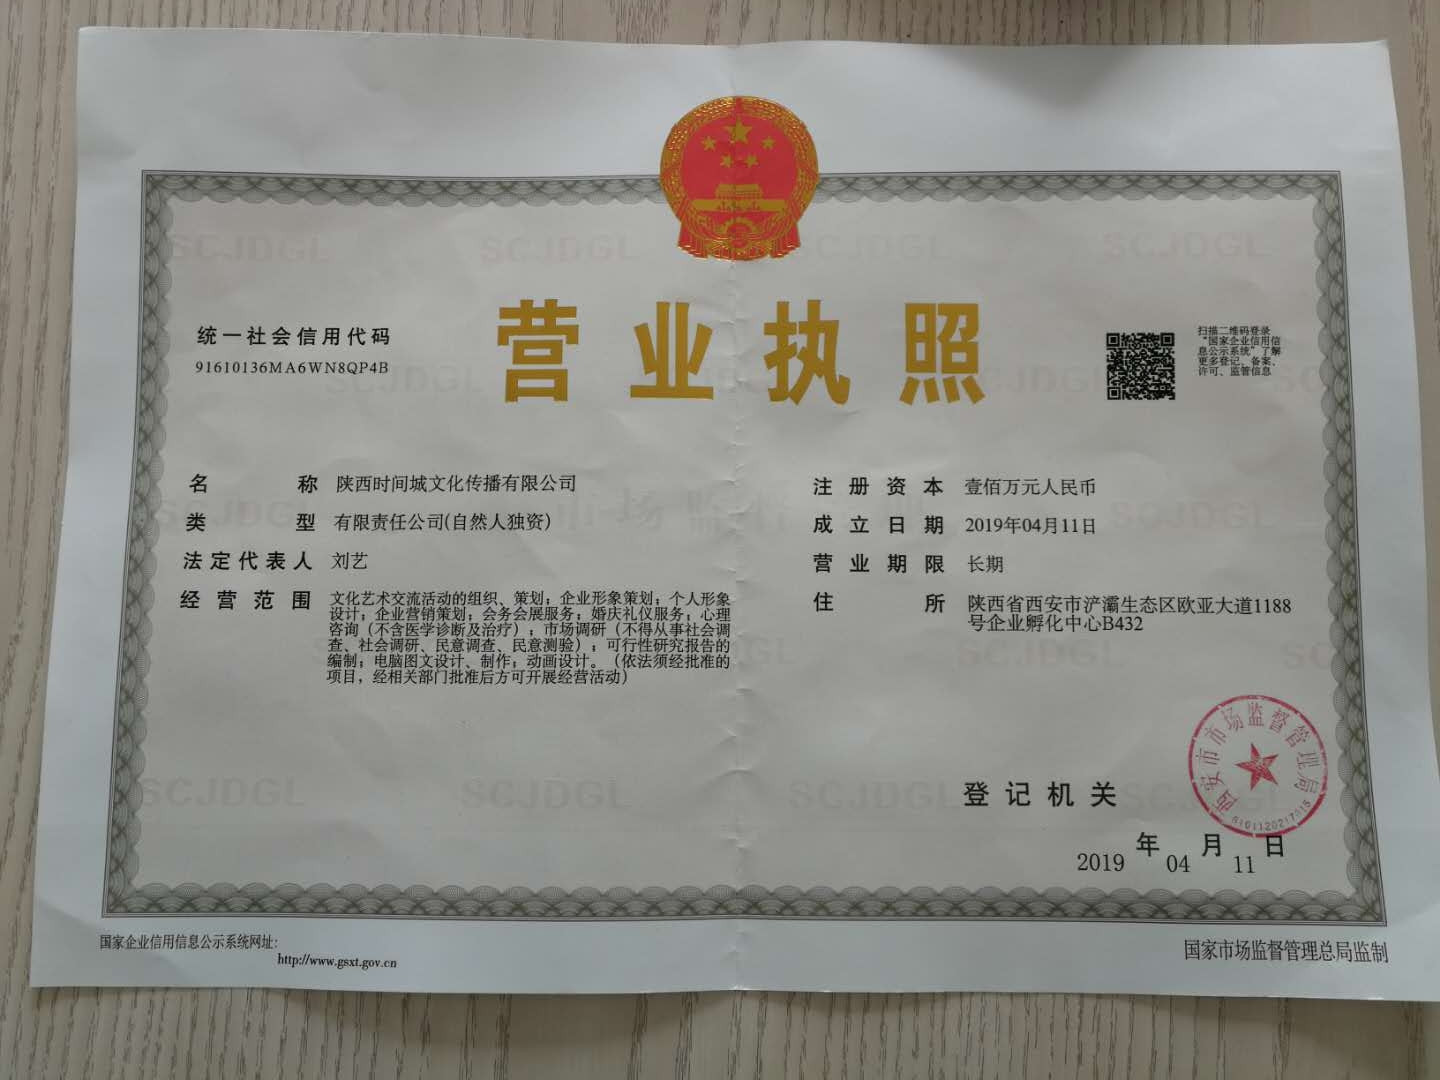 营业执照
统一社会信用代码
91610136MA6WN8QP4B
扫描二维码登录
“国家企业信用信
息公示系统”了解
更多登记、备案、
许可、监管信息
名称 陕西时间城文化传播有限公司
类型 有限责任公司(自然人独资)
法定代表人 刘艺
经营范围 文化艺术交流活动的组织、策划；企业形象策划；个人形象
设计；企业营销策划；会务会展服务；婚庆礼仪服务；心理
咨询（不含医学诊断及治疗）；市场调研（不得从事社会调
查、社会调研、民意调查、民意测验）；可行性研究报告的
编制；电脑图文设计、制作；动画设计。（依法须经批准的
项目，经相关部门批准后方可开展经营活动）
注册资本 壹佰万元人民币
成立日期 2019年04月11日
营业期限 长期
住所 陕西省西安市浐灞生态区欧亚大道1188
号企业孵化中心B432
登记机关
西安市市场监督管理局
2019年04月11日
国家企业信用信息公示系统网址：
http://www.gsxt.gov.cn
国家市场监督管理总局监制
SCJDGL